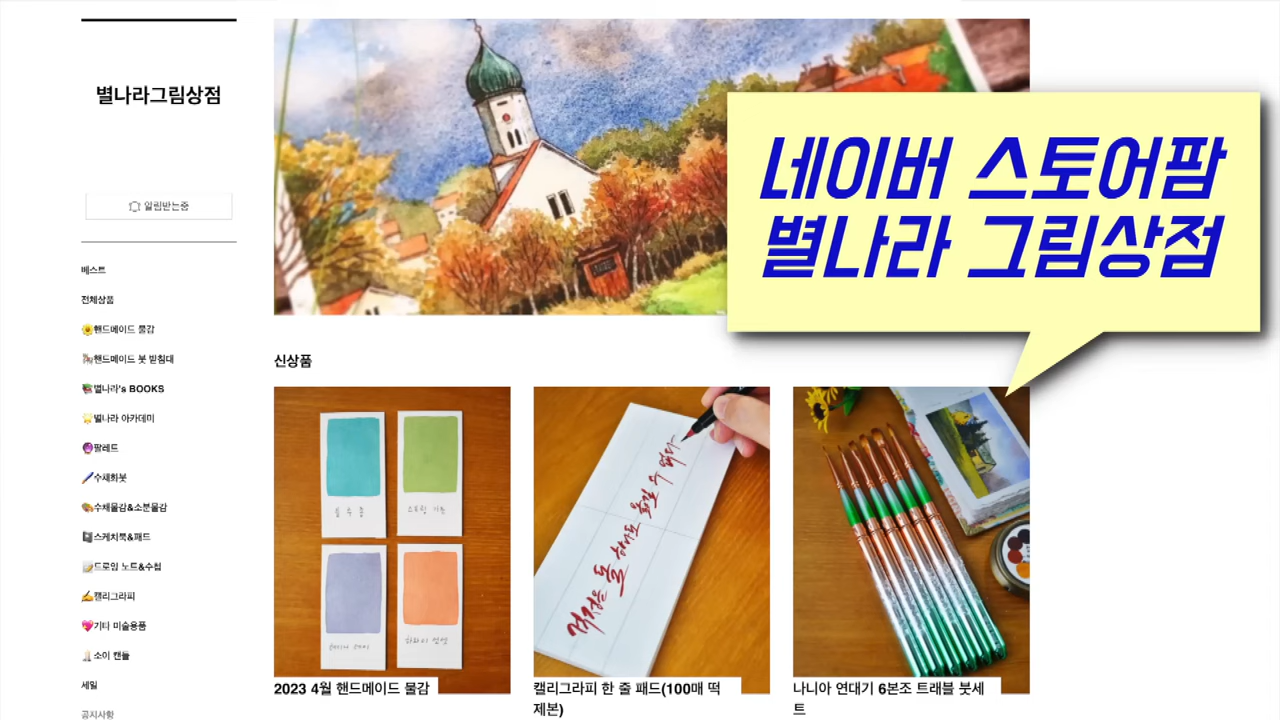 별나라그림상점
알림받는중
베스트
전체상품
핸드메이드 물감
핸드메이드 붓 받침대
별나라's BOOKS
별나라 아카데미
팔레트
수채화붓
수채물감&소분물감
스케치북&패드
드로잉 노트&수첩
캘리그라피
기타 미술용품
소이 캔들
세일
공지사항
네이버 스토어팜
별나라 그림상점
신상품
2023 4월 핸드메이드 물감
캘리그라피 한 줄 패드(100매 떡
제본)
나니아 연대기 6본조 트래블 붓세
트